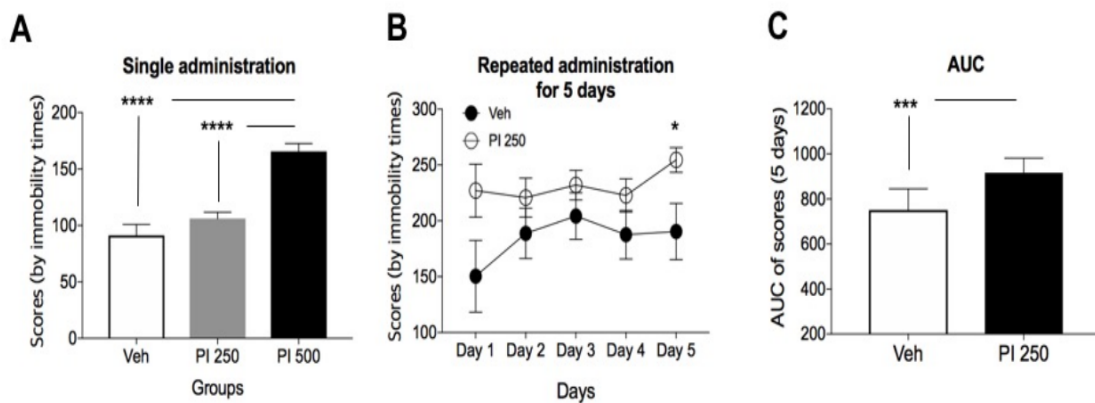 A
Single administration
****
****
200
150
100
50
0
Scores (by immobility times)
Veh
PI 250
PI 500
Groups
B
Repeated administration
for 5 days
Veh
PI 250
*
300
250
200
150
100
Scores (by immobility times)
Day 1
Day 2
Day 3
Day 4
Day 5
Days
C
AUC
***
1200
1000
800
600
400
200
AUC of scores (5 days)
Veh
PI 250